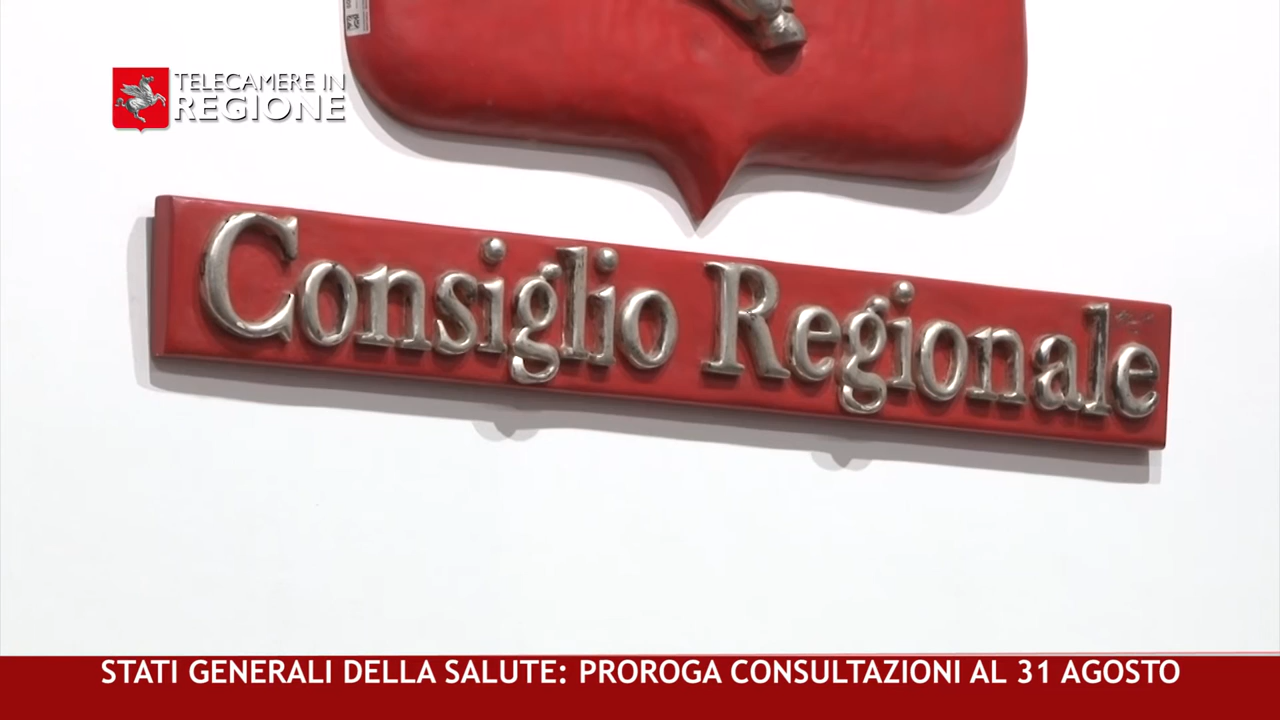 TELECAMERE IN
REGIONE
Consiglio Regionale
STATI GENERALI DELLA SALUTE: PROROGA CONSULTAZIONI AL 31 AGOSTO